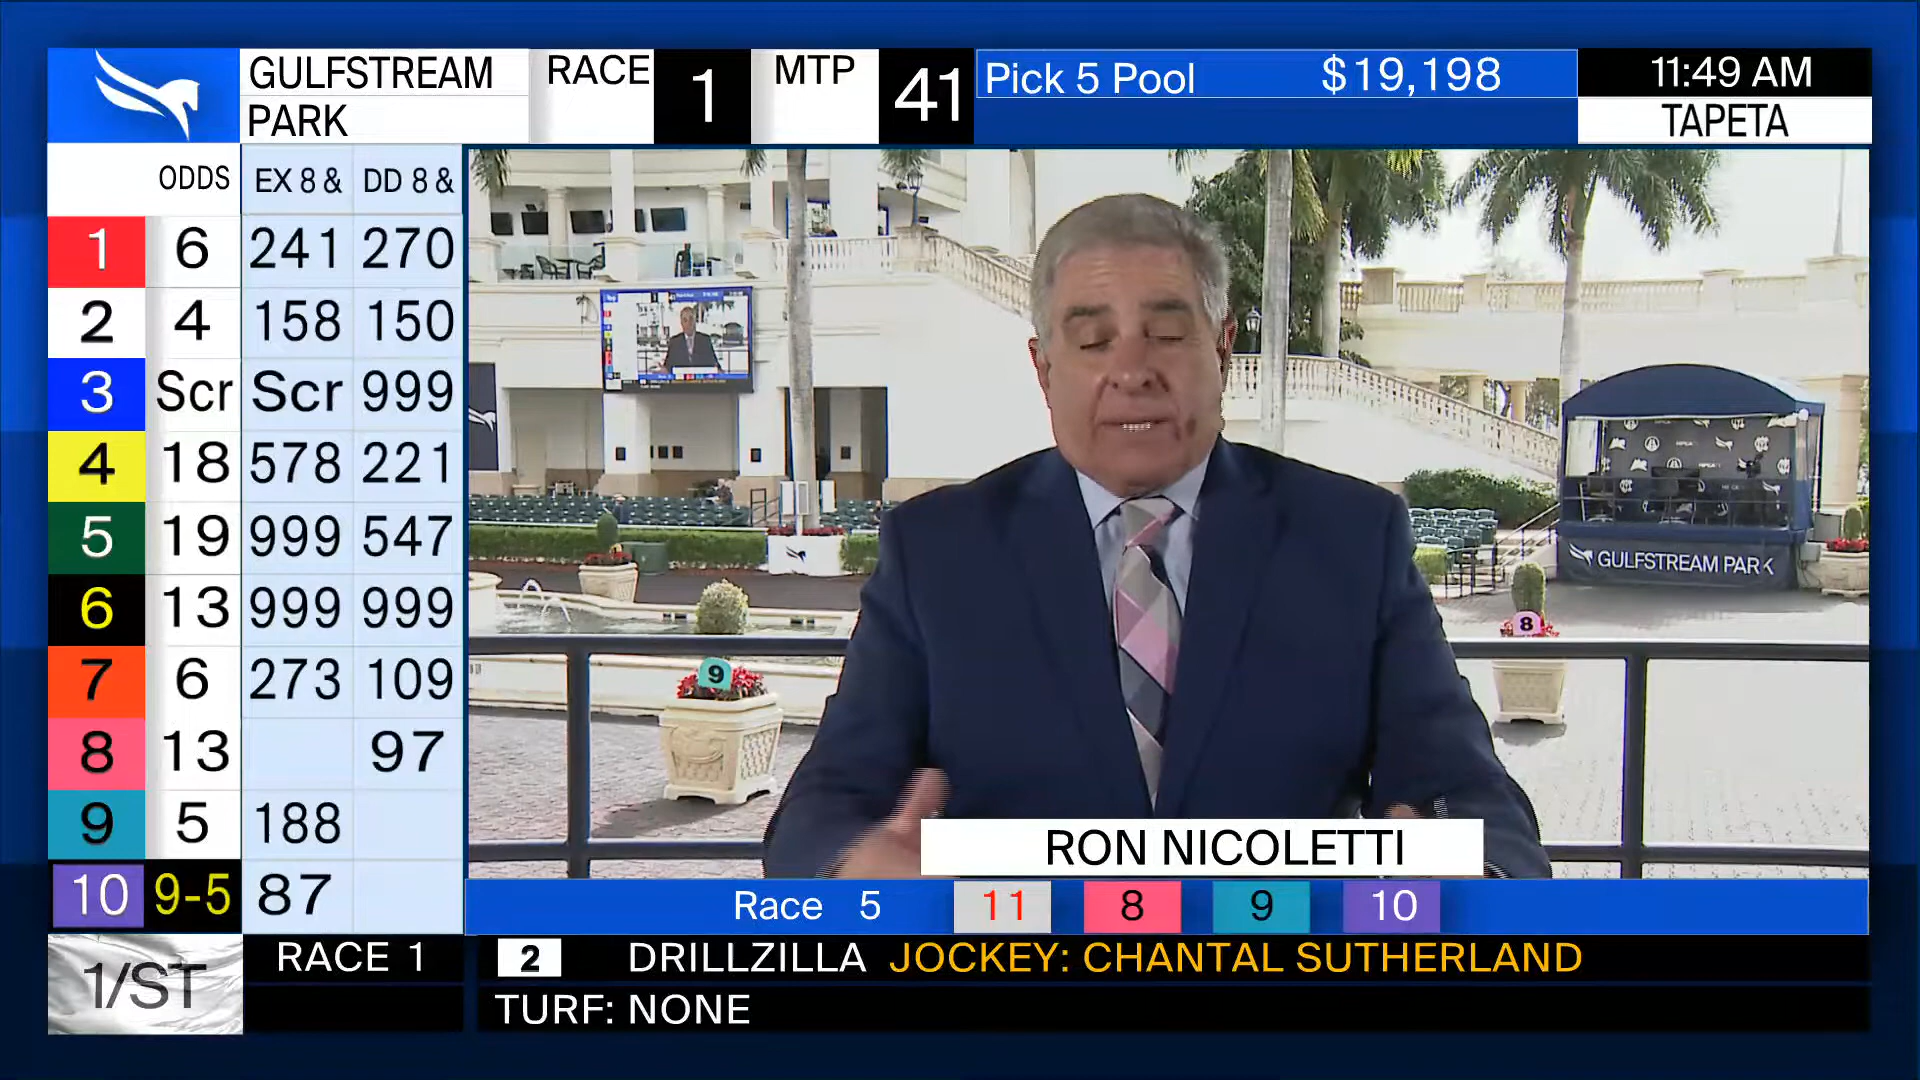 GULFSTREAM
PARK
RACE 1 MTP 41
Pick 5 Pool $19,198
11:49 AM
TAPETA
ODDS EX 8 & DD 8 &
1 6 241 270
2 4 158 150
3 Scr Scr 999
4 18 578 221
5 19 999 547
6 13 999 999
7 6 273 109
8 13 97
9 5 188
10 9-5 87
GULFSTREAM PARK
9
8
RON NICOLETTI
Race 5 11 8 9 10
1/ST
RACE 1
2 DRILLZILLA JOCKEY: CHANTAL SUTHERLAND
TURF: NONE